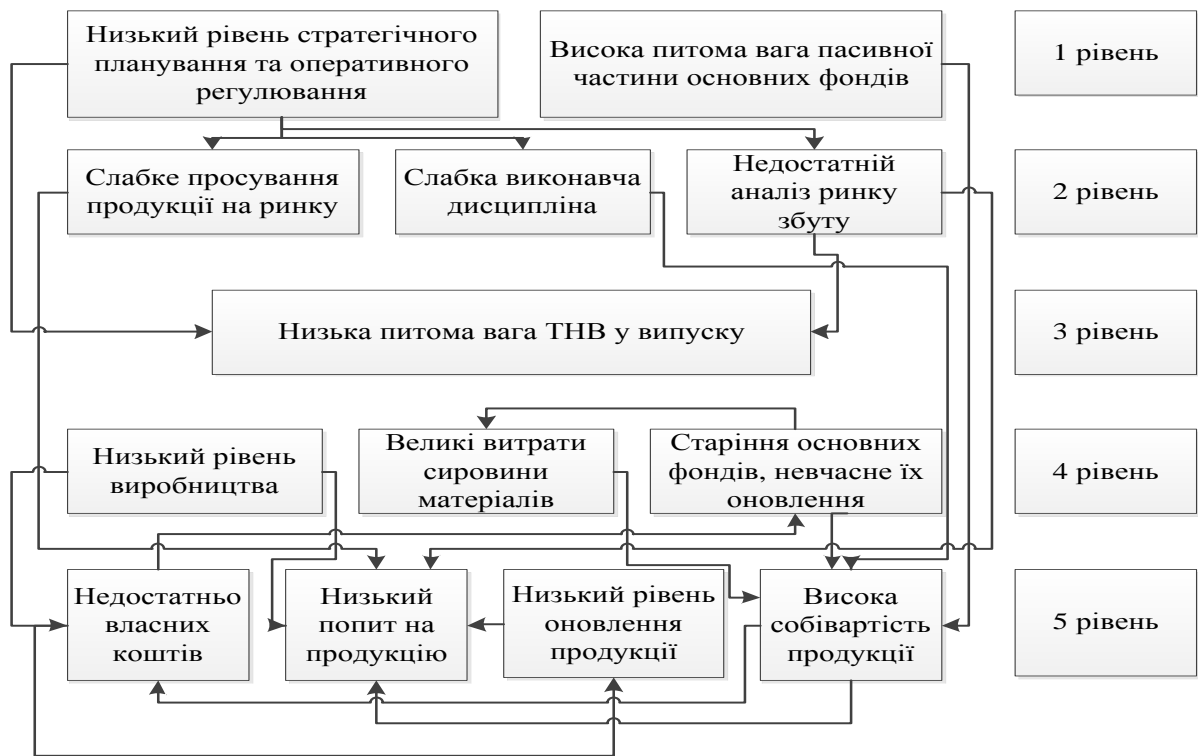 Низький рівень стратегічного
планування та оперативного
регулювання
Висока питома вага пасивної
частини основних фондів
1 рівень
Слабке просування
продукції на ринку
Слабка виконавча
дисципліна
Недостатній
аналіз ринку
збуту
2 рівень
Низька питома вага ТНВ у випуску
3 рівень
Низький рівень
виробництва
Великі витрати
сировини
матеріалів
Старіння основних
фондів, невчасне їх
оновлення
4 рівень
Недостатньо
власних
коштів
Низький
попит на
продукцію
Низький рівень
оновлення
продукції
Висока
собівартість
продукції
5 рівень